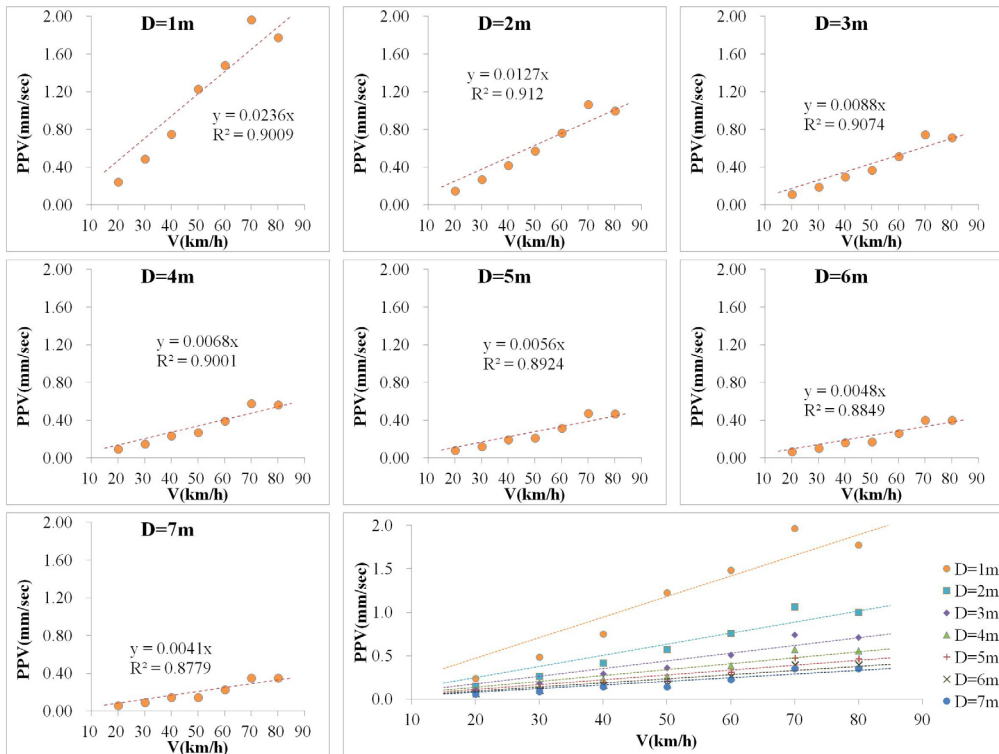 D=1m
PPV(mm/sec)
2.00
1.60
1.20
0.80
0.40
0.00
y = 0.0236x
R² = 0.9009
10 20 30 40 50 60 70 80 90
V(km/h)
D=2m
PPV(mm/sec)
2.00
1.60
1.20
0.80
0.40
0.00
y = 0.0127x
R² = 0.912
10 20 30 40 50 60 70 80 90
V(km/h)
D=3m
PPV(mm/sec)
2.00
1.60
1.20
0.80
0.40
0.00
y = 0.0088x
R² = 0.9074
10 20 30 40 50 60 70 80 90
V(km/h)
D=4m
PPV(mm/sec)
2.00
1.60
1.20
0.80
0.40
0.00
y = 0.0068x
R² = 0.9001
10 20 30 40 50 60 70 80 90
V(km/h)
D=5m
PPV(mm/sec)
2.00
1.60
1.20
0.80
0.40
0.00
y = 0.0056x
R² = 0.8924
10 20 30 40 50 60 70 80 90
V(km/h)
D=6m
PPV(mm/sec)
2.00
1.60
1.20
0.80
0.40
0.00
y = 0.0048x
R² = 0.8849
10 20 30 40 50 60 70 80 90
V(km/h)
D=7m
PPV(mm/sec)
2.00
1.60
1.20
0.80
0.40
0.00
y = 0.0041x
R² = 0.8779
10 20 30 40 50 60 70 80 90
V(km/h)
PPV(mm/sec)
2.0
1.5
1.0
0.5
0.0
10 20 30 40 50 60 70 80 90
V(km/h)
D=1m
D=2m
D=3m
D=4m
D=5m
D=6m
D=7m